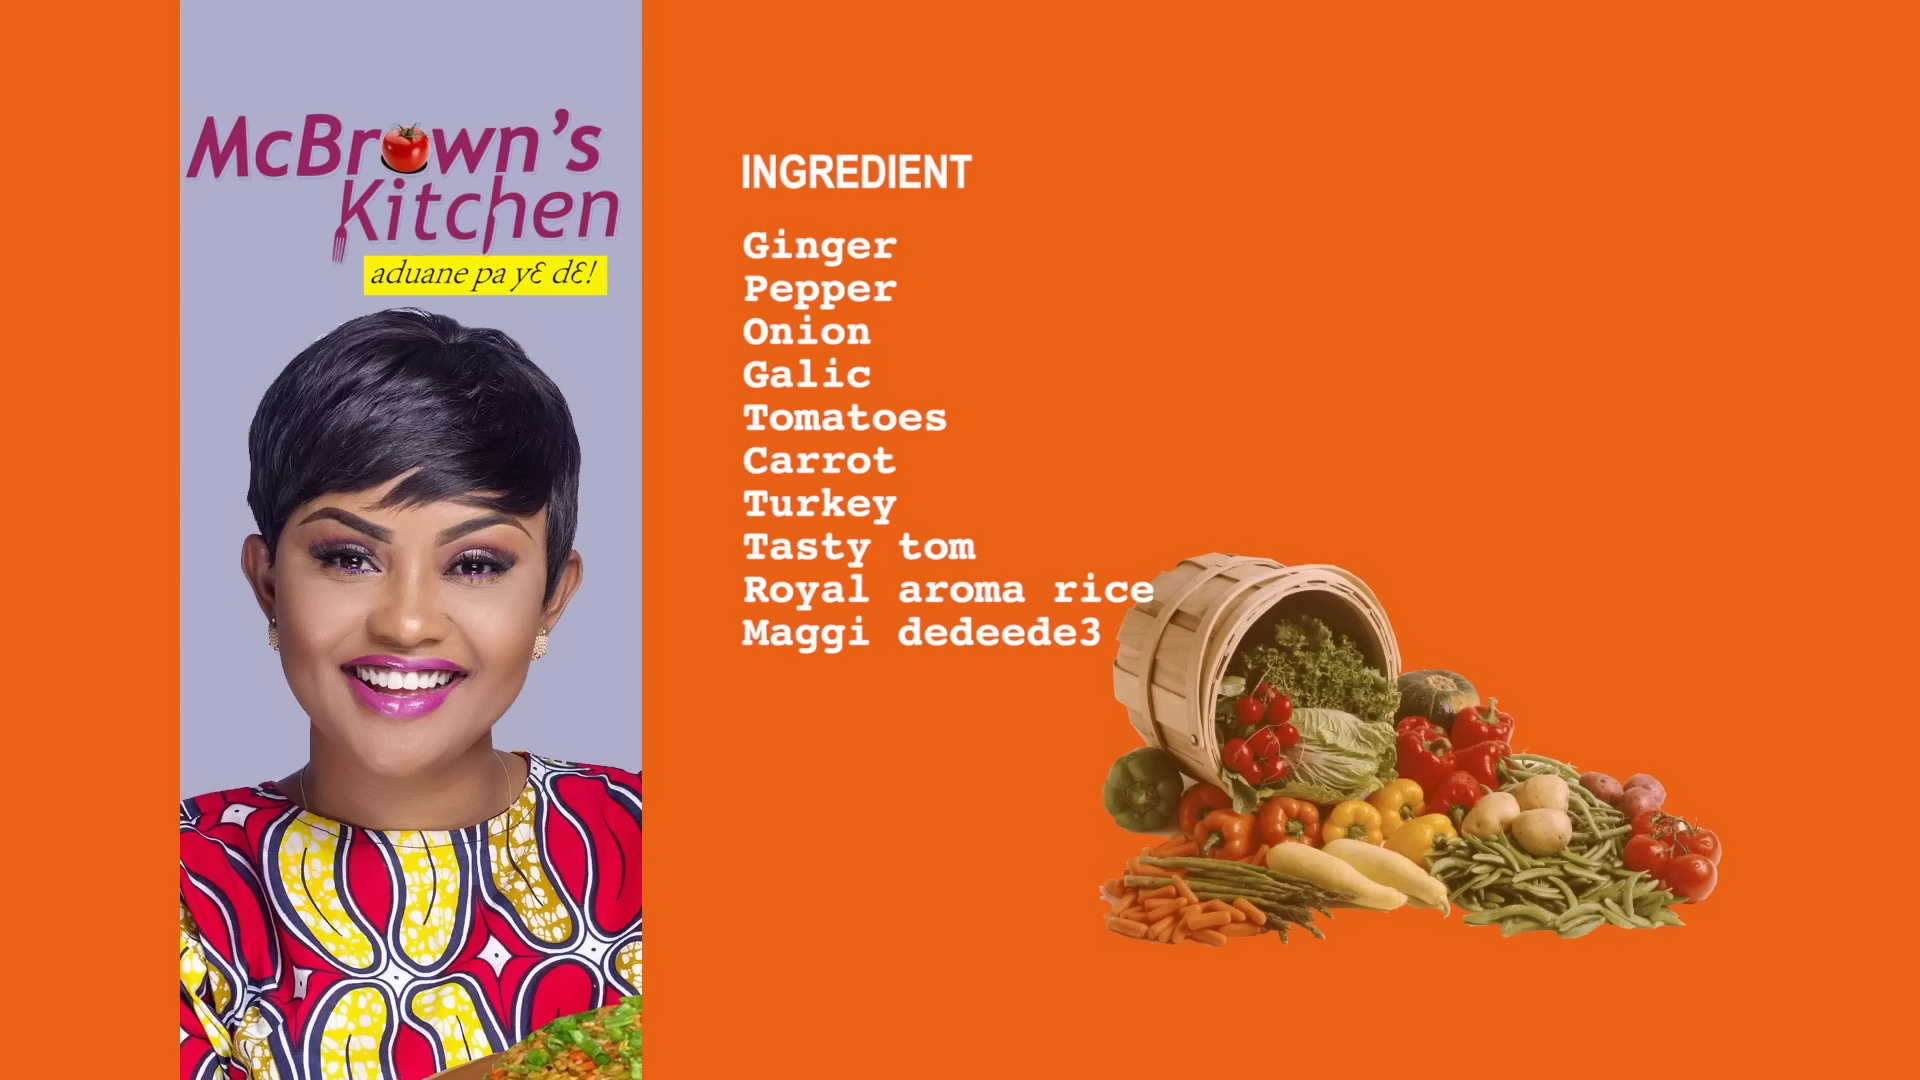 McBrown's
Kitchen
aduane pa yɛ dɛ!
INGREDIENT
Ginger
Pepper
Onion
Galic
Tomatoes
Carrot
Turkey
Tasty tom
Royal aroma rice
Maggi dedeede3